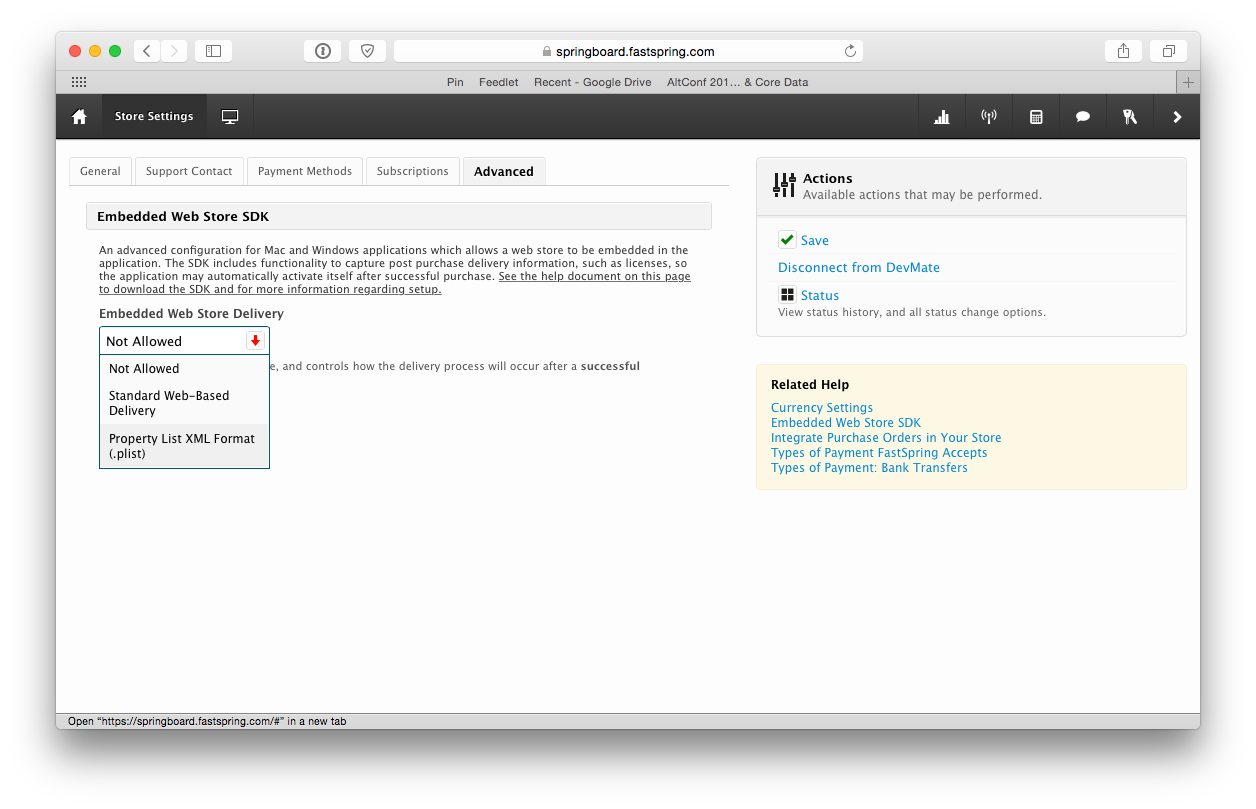 springboard.fastspring.com
Pin Feedlet Recent - Google Drive AltConf 201... & Core Data
Store Settings
General Support Contact Payment Methods Subscriptions Advanced
Embedded Web Store SDK
An advanced configuration for Mac and Windows applications which allows a web store to be embedded in the
application. The SDK includes functionality to capture post purchase delivery information, such as licenses, so
the application may automatically activate itself after successful purchase. See the help document on this page
to download the SDK and for more information regarding setup.
Embedded Web Store Delivery
Not Allowed
Not Allowed
e, and controls how the delivery process will occur after a successful
Standard Web-Based
Delivery
Property List XML Format
(.plist)
Actions
Available actions that may be performed.
Save
Disconnect from DevMate
Status
View status history, and all status change options.
Related Help
Currency Settings
Embedded Web Store SDK
Integrate Purchase Orders in Your Store
Types of Payment FastSpring Accepts
Types of Payment: Bank Transfers
Open “https://springboard.fastspring.com/#” in a new tab